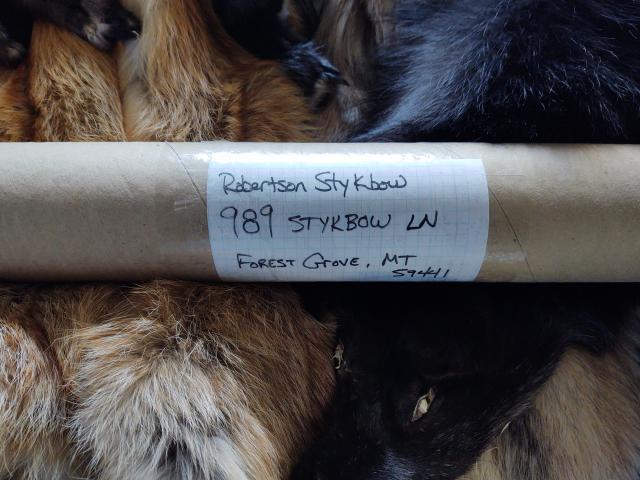 Robertson Stykbow
989 STYKBOW LN
FOREST GROVE, MT
59441